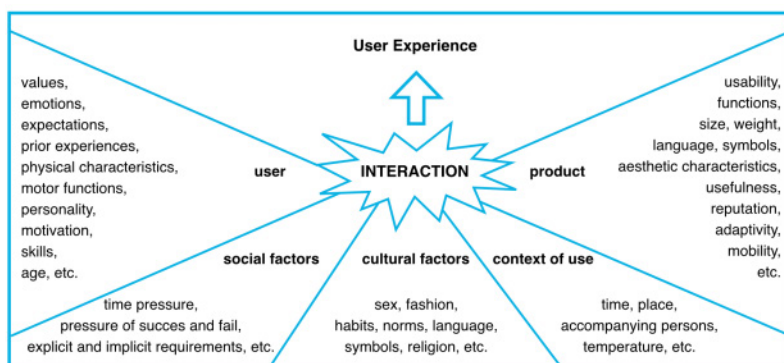 User Experience
values,
emotions,
expectations,
prior experiences,
physical characteristics,
motor functions,
personality,
motivation,
skills,
age, etc.
user
INTERACTION
product
usability,
functions,
size, weight,
language, symbols,
aesthetic characteristics,
usefulness,
reputation,
adaptivity,
mobility,
etc.
social factors
time pressure,
pressure of succes and fail,
explicit and implicit requirements, etc.
cultural factors
sex, fashion,
habits, norms, language,
symbols, religion, etc.
context of use
time, place,
accompanying persons,
temperature, etc.